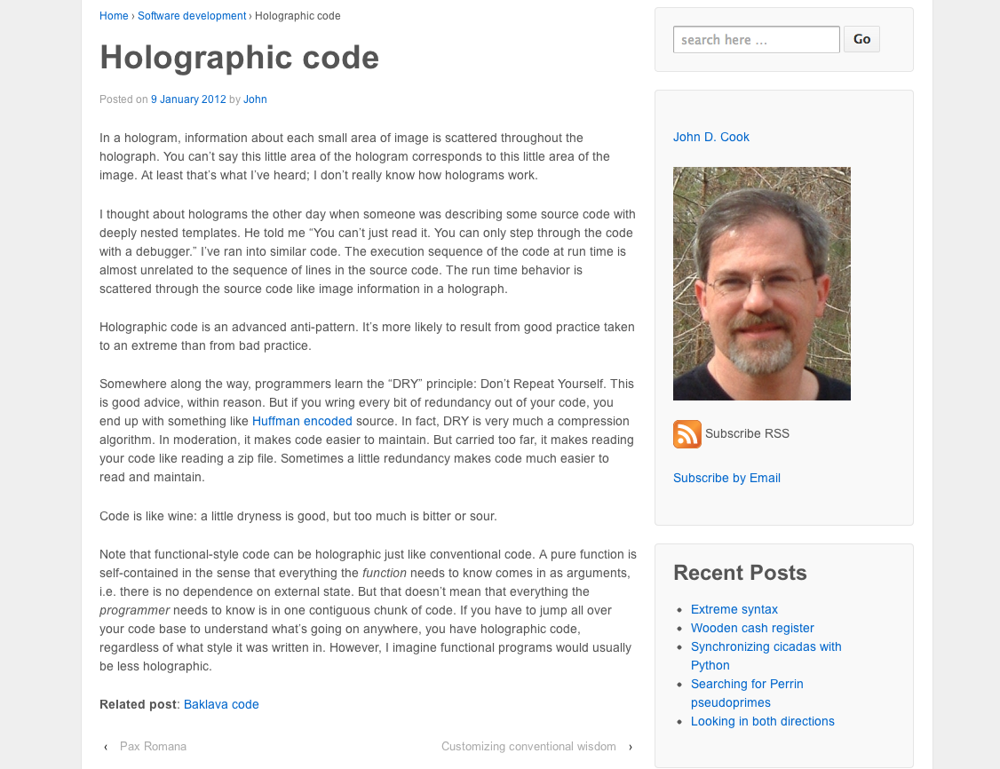 Home › Software development › Holographic code
Holographic code
Posted on 9 January 2012 by John
In a hologram, information about each small area of image is scattered throughout the
holograph. You can't say this little area of the hologram corresponds to this little area of the
image. At least that's what I've heard; I don't really know how holograms work.
I thought about holograms the other day when someone was describing some source code with
deeply nested templates. He told me “You can't just read it. You can only step through the code
with a debugger.” I've ran into similar code. The execution sequence of the code at run time is
almost unrelated to the sequence of lines in the source code. The run time behavior is
scattered through the source code like image information in a holograph.
Holographic code is an advanced anti-pattern. It's more likely to result from good practice taken
to an extreme than from bad practice.
Somewhere along the way, programmers learn the “DRY” principle: Don't Repeat Yourself. This
is good advice, within reason. But if you wring every bit of redundancy out of your code, you
end up with something like Huffman encoded source. In fact, DRY is very much a compression
algorithm. In moderation, it makes code easier to maintain. But carried too far, it makes reading
your code like reading a zip file. Sometimes a little redundancy makes code much easier to
read and maintain.
Code is like wine: a little dryness is good, but too much is bitter or sour.
Note that functional-style code can be holographic just like conventional code. A pure function is
self-contained in the sense that everything the function needs to know comes in as arguments,
i.e. there is no dependence on external state. But that doesn't mean that everything the
programmer needs to know is in one contiguous chunk of code. If you have to jump all over
your code base to understand what's going on anywhere, you have holographic code,
regardless of what style it was written in. However, I imagine functional programs would usually
be less holographic.
Related post: Baklava code
‹ Pax Romana
Customizing conventional wisdom ›
search here ...
Go
John D. Cook
Subscribe RSS
Subscribe by Email
Recent Posts
• Extreme syntax
• Wooden cash register
• Synchronizing cicadas with
Python
• Searching for Perrin
pseudoprimes
• Looking in both directions